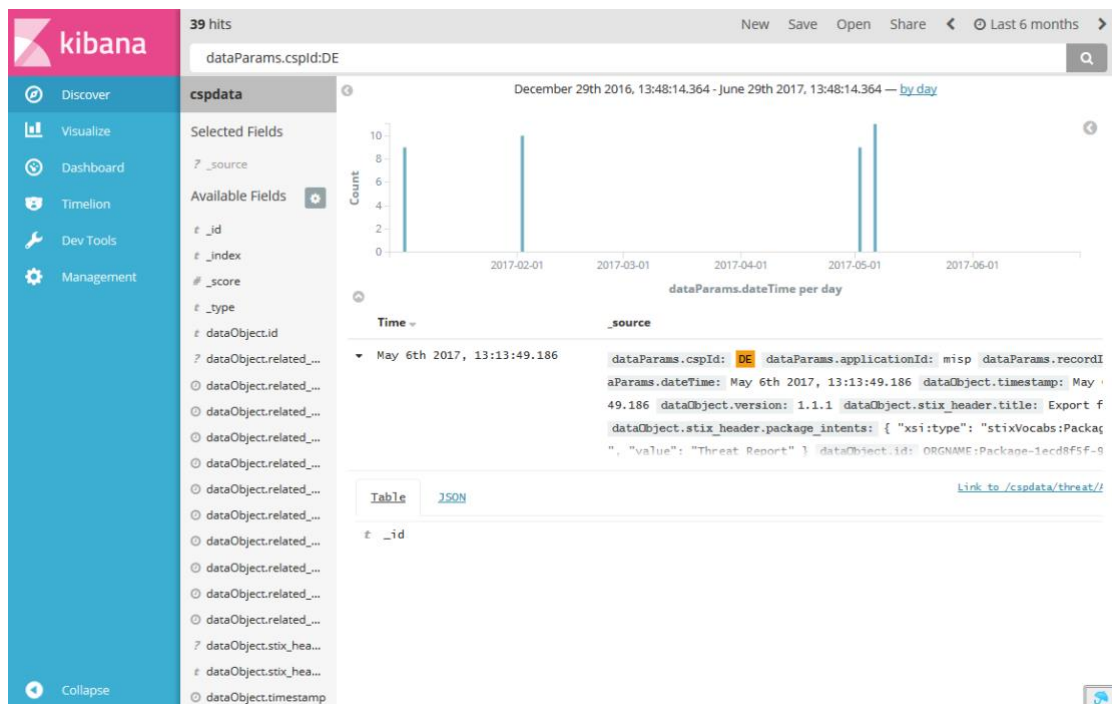 kibana
Discover
Visualize
Dashboard
Timelion
Dev Tools
Management
Collapse
39 hits
New Save Open Share Last 6 months
dataParams.cspId:DE
cspdata
Selected Fields
? _source
Available Fields
t _id
t _index
# _score
t _type
t dataObject.id
? dataObject.related_...
dataObject.related_...
dataObject.related_...
dataObject.related_...
dataObject.related_...
dataObject.related_...
dataObject.related_...
dataObject.related_...
dataObject.related_...
dataObject.related_...
dataObject.related_...
? dataObject.stix_hea...
t dataObject.stix_hea...
dataObject.timestamp
December 29th 2016, 13:48:14.364 - June 29th 2017, 13:48:14.364 — by day
Count
10
8
6
4
2
0
2017-02-01 2017-03-01 2017-04-01 2017-05-01 2017-06-01
dataParams.dateTime per day
Time _source
May 6th 2017, 13:13:49.186
dataParams.cspId: DE dataParams.applicationId: misp dataParams.recordI
aParams.dateTime: May 6th 2017, 13:13:49.186 dataObject.timestamp: May
49.186 dataObject.version: 1.1.1 dataObject.stix_header.title: Export f
dataObject.stix_header.package_intents: { "xsi:type": "stixVocabs:Packag
", "value": "Threat Report" } dataObject.id: ORGNAME:Package-1ecd8f5f-9
Table JSON
Link to /cspdata/threat/A
t _id